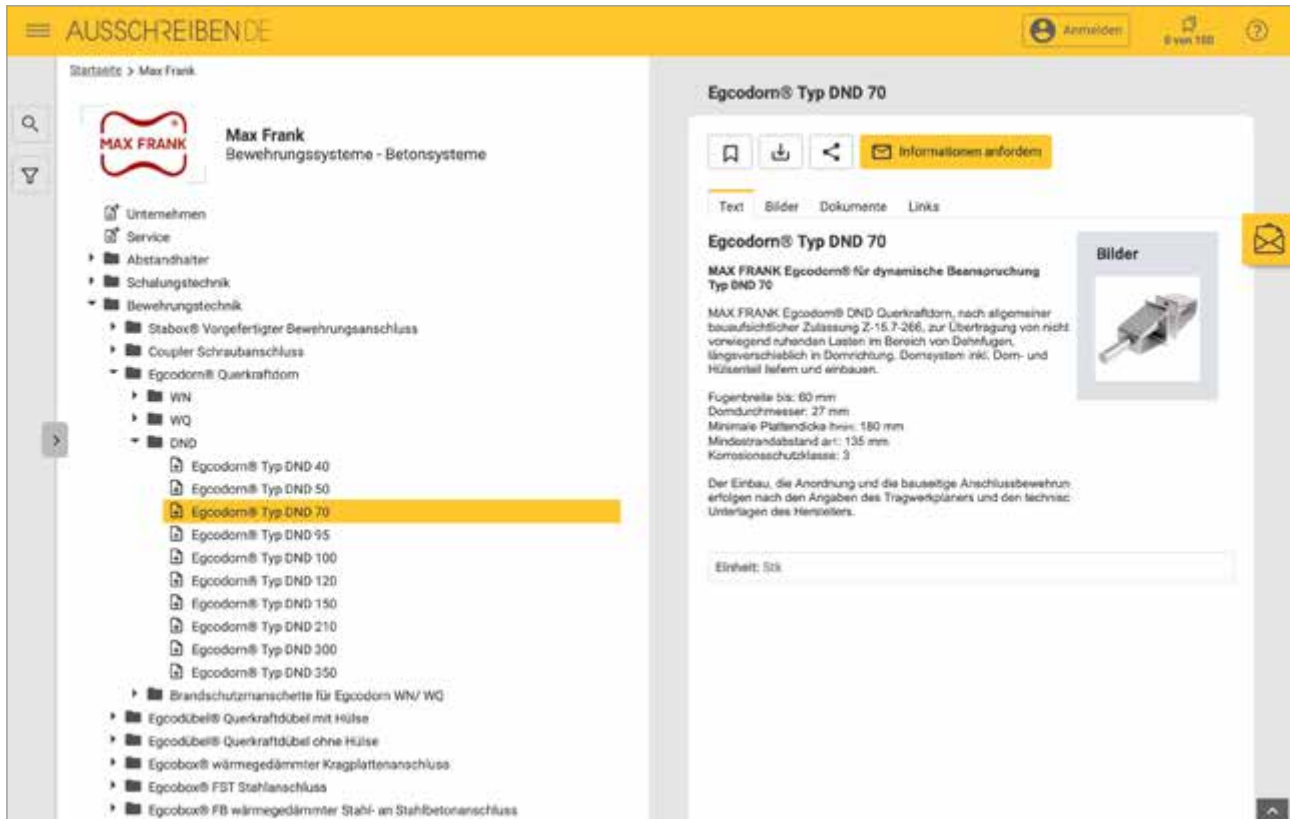 AUSSCHREIBEN.DE
Anmelden
0 von 100
Startseite > Max Frank
MAX FRANK
Max Frank
Bewehrungssysteme - Betonsysteme
Unternehmen
Service
Abstandhalter
Schalungstechnik
Bewehrungstechnik
Stabox® Vorgefertigter Bewehrungsanschluss
Coupler Schraubanschluss
Egcodorn® Querkraftdorn
WN
WQ
DND
Egcodorn® Typ DND 40
Egcodorn® Typ DND 50
Egcodorn® Typ DND 70
Egcodorn® Typ DND 95
Egcodorn® Typ DND 100
Egcodorn® Typ DND 120
Egcodorn® Typ DND 150
Egcodorn® Typ DND 210
Egcodorn® Typ DND 300
Egcodorn® Typ DND 350
Brandschutzmanschette für Egcodorn WN/ WQ
Egcodübel® Querkraftdübel mit Hülse
Egcodübel® Querkraftdübel ohne Hülse
Egcobox® wärmegedämmter Kragplattenanschluss
Egcobox® FST Stahlanschluss
Egcobox® FB wärmegedämmter Stahl- an Stahlbetonanschluss
Egcodorn® Typ DND 70
Informationen anfordern
Text Bilder Dokumente Links
Egcodorn® Typ DND 70
MAX FRANK Egcodorn® für dynamische Beanspruchung
Typ DND 70
MAX FRANK Egcodorn® DND Querkraftdorn, nach allgemeiner
bauaufsichtlicher Zulassung Z-15.7-266, zur Übertragung von nicht
vorwiegend ruhenden Lasten im Bereich von Dehnfugen,
längsverschieblich in Dornrichtung. Dornsystem inkl. Dorn- und
Hülsenteil liefern und einbauen.
Fugenbreite bis: 60 mm
Dorndurchmesser: 27 mm
Minimale Plattendicke hmin: 180 mm
Mindestrandabstand ar1: 135 mm
Korrosionsschutzklasse: 3
Der Einbau, die Anordnung und die bauseitige Anschlussbewehrun
erfolgen nach den Angaben des Tragwerkplaners und den technisc
Unterlagen des Herstellers.
Bilder
Einheit: Stk